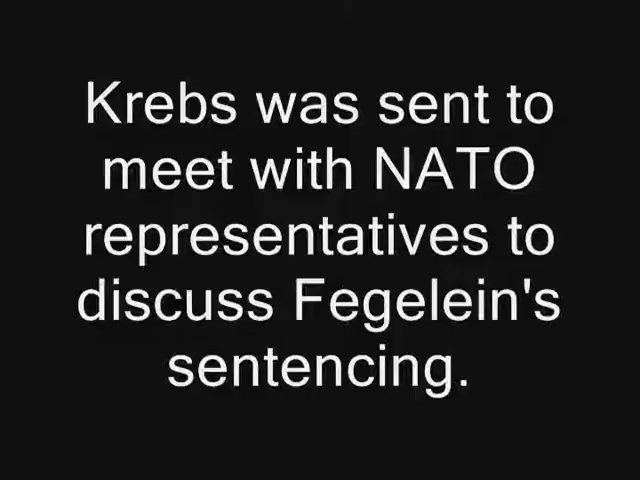 Krebs was sent to
meet with NATO
representatives to
discuss Fegelein's
sentencing.